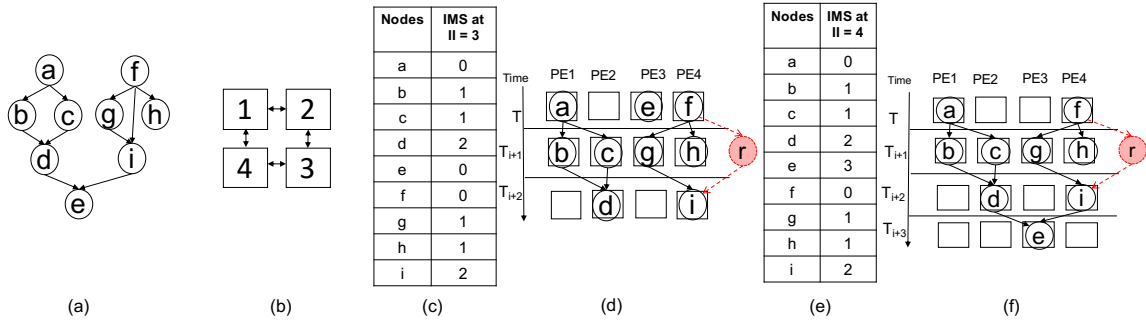 a
f
b
c
g
h
d
i
e
(a)
1
2
4
3
(b)
Nodes IMS at II = 3
a 0
b 1
c 1
d 2
e 0
f 0
g 1
h 1
i 2
(c)
Time PE1 PE2 PE3 PE4
T a e f
Ti+1 b c g h r
Ti+2 d i
(d)
Nodes IMS at II = 4
a 0
b 1
c 1
d 2
e 3
f 0
g 1
h 1
i 2
(e)
Time PE1 PE2 PE3 PE4
T a f
Ti+1 b c g h r
Ti+2 d i
Ti+3 e
(f)